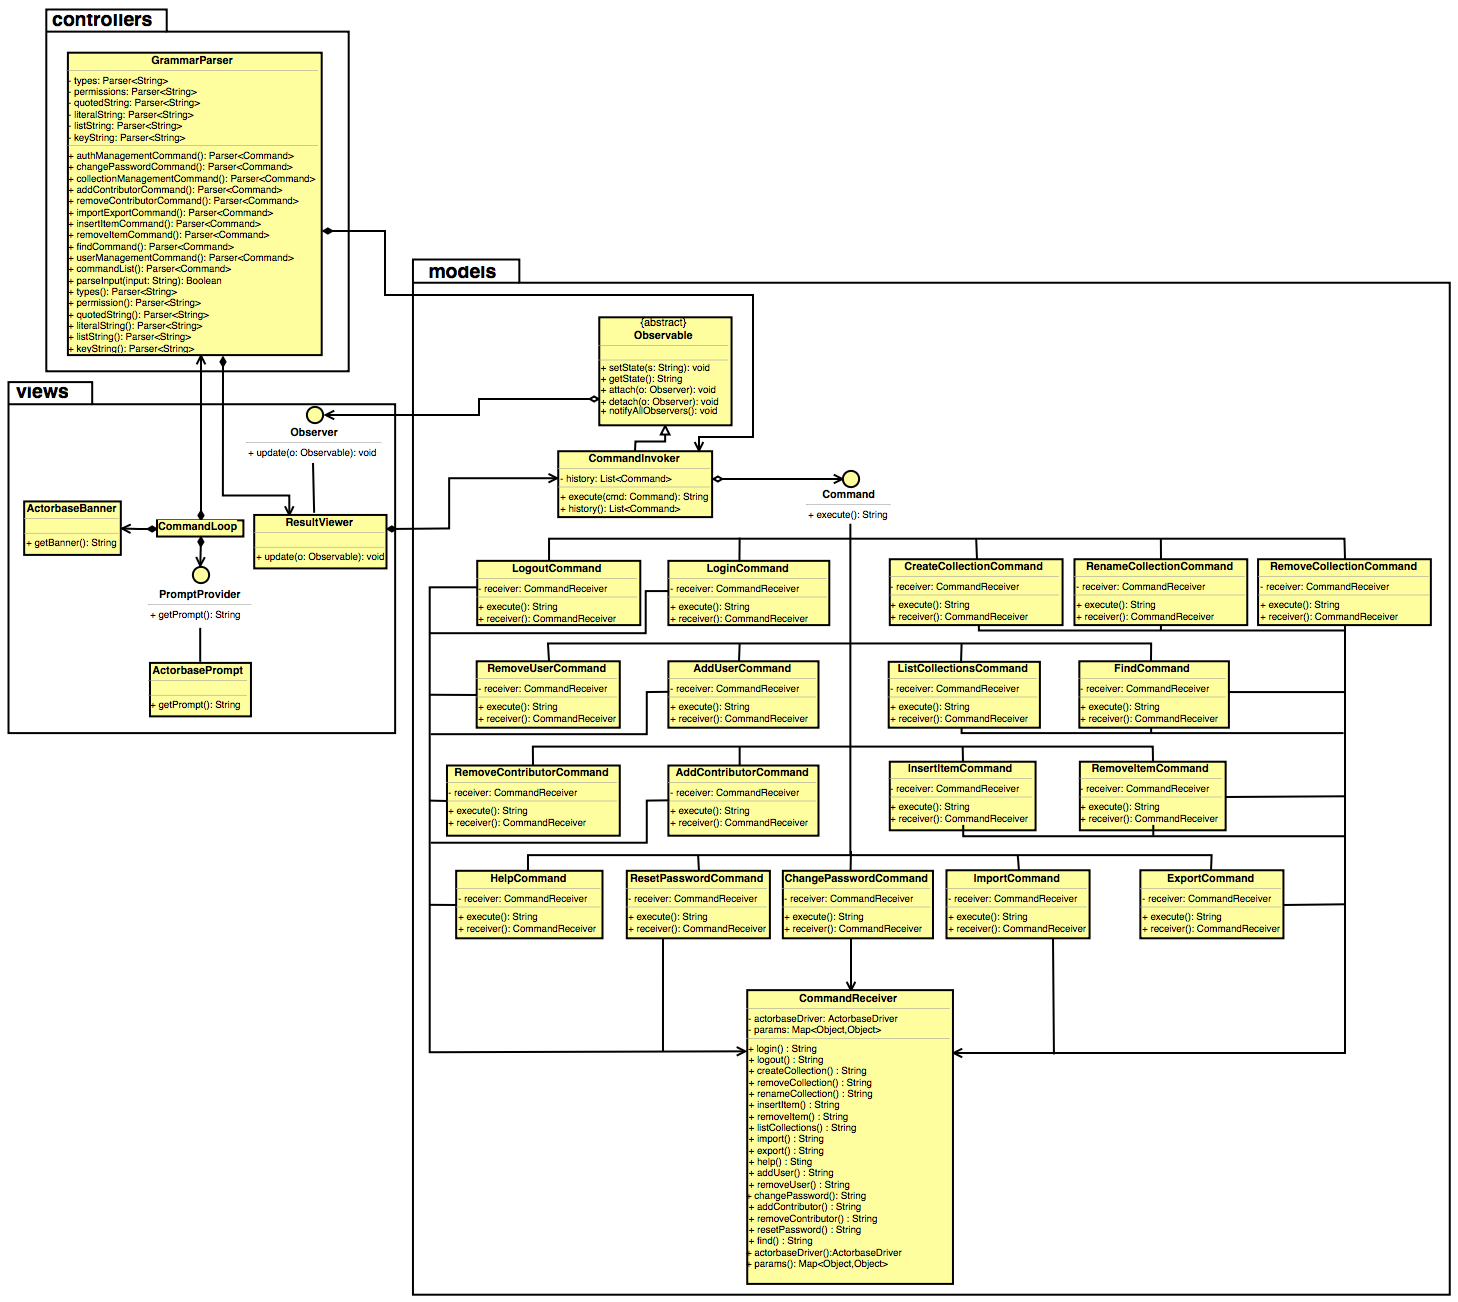 controllers
GrammarParser
- types: Parser<String>
- permissions: Parser<String>
- quotedString: Parser<String>
- literalString: Parser<String>
- listString: Parser<String>
- keyString: Parser<String>
+ authManagementCommand(): Parser<Command>
+ changePasswordCommand(): Parser<Command>
+ collectionManagementCommand(): Parser<Command>
+ addContributorCommand(): Parser<Command>
+ removeContributorCommand(): Parser<Command>
+ importExportCommand(): Parser<Command>
+ insertItemCommand(): Parser<Command>
+ removeItemCommand(): Parser<Command>
+ findCommand(): Parser<Command>
+ userManagementCommand(): Parser<Command>
+ commandList(): Parser<Command>
+ parseInput(input: String): Boolean
+ types(): Parser<String>
+ permission(): Parser<String>
+ quotedString(): Parser<String>
+ literalString(): Parser<String>
+ listString(): Parser<String>
+ keyString(): Parser<String>
views
Observer
+ update(o: Observable): void
ActorbaseBanner
+ getBanner(): String
CommandLoop
ResultViewer
+ update(o: Observable): void
PromptProvider
+ getPrompt(): String
ActorbasePrompt
+ getPrompt(): String
models
{abstract}
Observable
+ setState(s: String): void
+ getState(): String
+ attach(o: Observer): void
+ detach(o: Observer): void
+ notifyAllObservers(): void
CommandInvoker
- history: List<Command>
+ execute(cmd: Command): String
+ history(): List<Command>
Command
+ execute(): String
LogoutCommand
- receiver: CommandReceiver
+ execute(): String
+ receiver(): CommandReceiver
LoginCommand
- receiver: CommandReceiver
+ execute(): String
+ receiver(): CommandReceiver
CreateCollectionCommand
- receiver: CommandReceiver
+ execute(): String
+ receiver(): CommandReceiver
RenameCollectionCommand
- receiver: CommandReceiver
+ execute(): String
+ receiver(): CommandReceiver
RemoveCollectionCommand
- receiver: CommandReceiver
+ execute(): String
+ receiver(): CommandReceiver
RemoveUserCommand
- receiver: CommandReceiver
+ execute(): String
+ receiver(): CommandReceiver
AddUserCommand
- receiver: CommandReceiver
+ execute(): String
+ receiver(): CommandReceiver
ListCollectionsCommand
- receiver: CommandReceiver
+ execute(): String
+ receiver(): CommandReceiver
FindCommand
- receiver: CommandReceiver
+ execute(): String
+ receiver(): CommandReceiver
RemoveContributorCommand
- receiver: CommandReceiver
+ execute(): String
+ receiver(): CommandReceiver
AddContributorCommand
- receiver: CommandReceiver
+ execute(): String
+ receiver(): CommandReceiver
InsertItemCommand
- receiver: CommandReceiver
+ execute(): String
+ receiver(): CommandReceiver
RemoveItemCommand
- receiver: CommandReceiver
+ execute(): String
+ receiver(): CommandReceiver
HelpCommand
- receiver: CommandReceiver
+ execute(): String
+ receiver(): CommandReceiver
ResetPasswordCommand
- receiver: CommandReceiver
+ execute(): String
+ receiver(): CommandReceiver
ChangePasswordCommand
- receiver: CommandReceiver
+ execute(): String
+ receiver(): CommandReceiver
ImportCommand
- receiver: CommandReceiver
+ execute(): String
+ receiver(): CommandReceiver
ExportCommand
- receiver: CommandReceiver
+ execute(): String
+ receiver(): CommandReceiver
CommandReceiver
- actorbaseDriver: ActorbaseDriver
- params: Map<Object,Object>
+ login() : String
+ logout() : String
+ createCollection() : String
+ removeCollection() : String
+ renameCollection() : String
+ insertItem() : String
+ removeItem() : String
+ listCollections() : String
+ import() : String
+ export() : String
+ help() : Sting
+ addUser() : String
+ removeUser() : String
+ changePassword(): String
+ addContributor() : String
+ removeContributor() : String
+ resetPassword() : String
+ find() : String
+ actorbaseDriver():ActorbaseDriver
+ params(): Map<Object,Object>